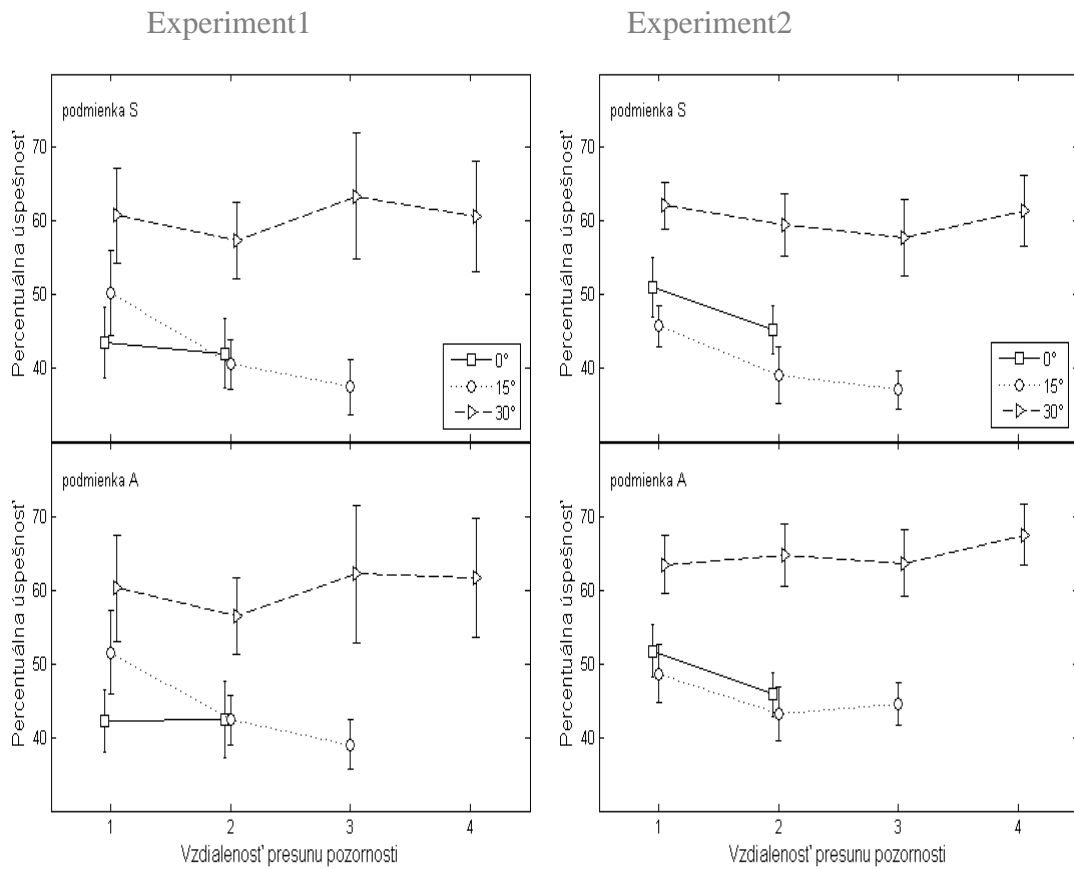 Experiment1
Experiment2
podmienka S
Percentuálna úspešnosť
70
60
50
40
0°
15°
30°
podmienka S
Percentuálna úspešnosť
70
60
50
40
0°
15°
30°
podmienka A
Percentuálna úspešnosť
70
60
50
40
1 2 3 4
Vzdialenosť presunu pozornosti
podmienka A
Percentuálna úspešnosť
70
60
50
40
1 2 3 4
Vzdialenosť presunu pozornosti